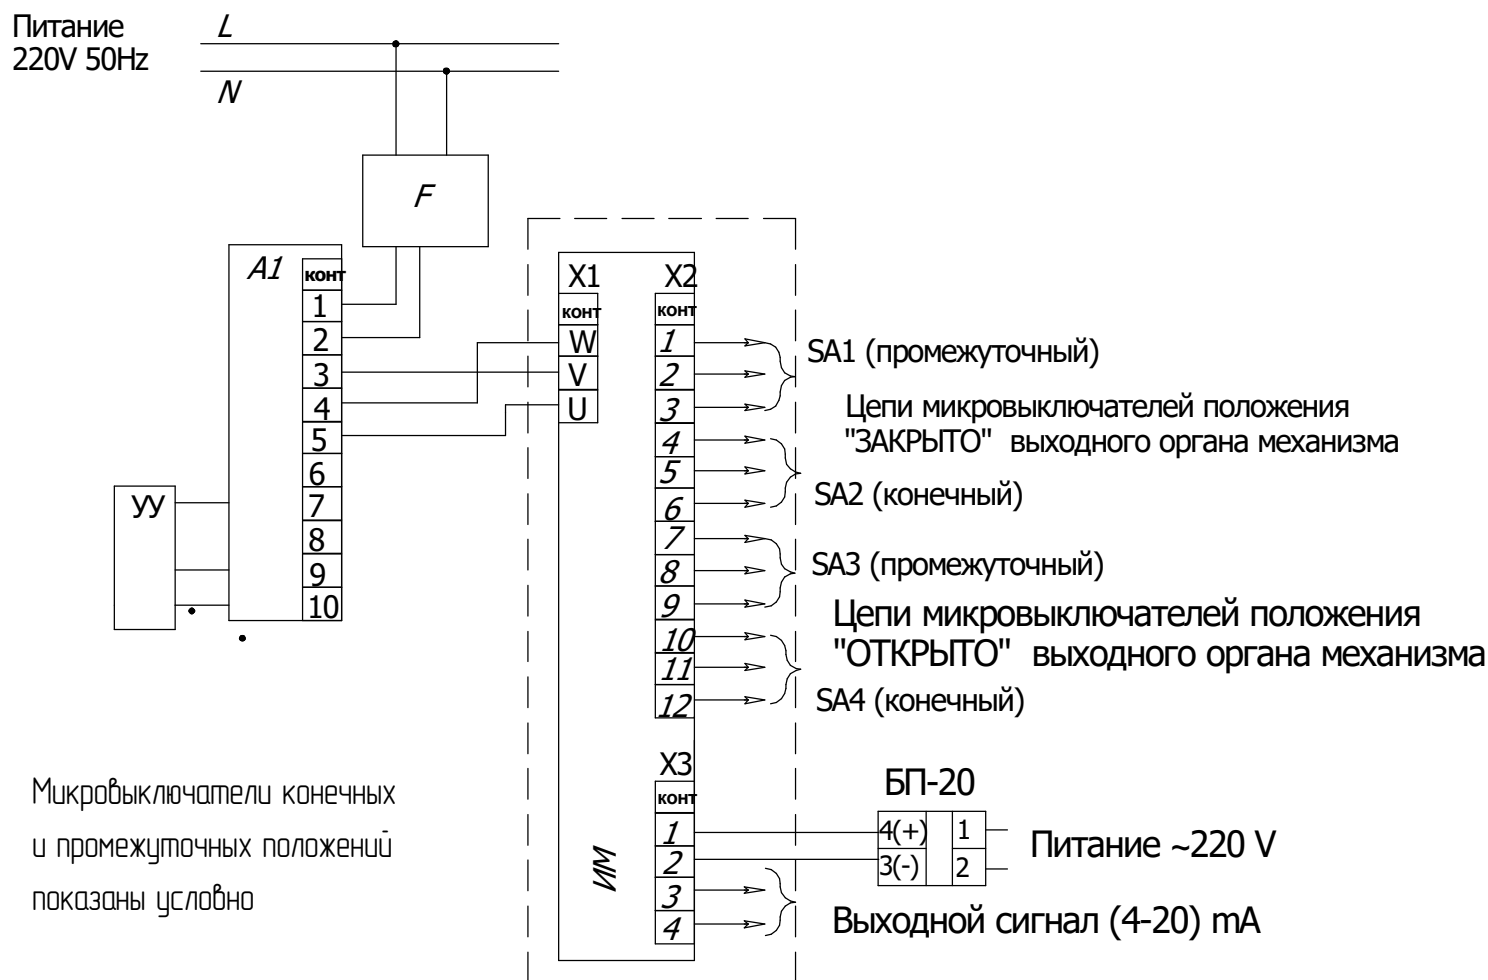 Питание
220V 50Hz
L
N
F
A1
конт
1
2
3
4
5
6
7
8
9
10
УУ
X1
конт
W
V
U
X2
конт
1
2
3
4
5
6
7
8
9
10
11
12
SA1 (промежуточный)
Цепи микровыключателей положения
"ЗАКРЫТО" выходного органа механизма
SA2 (конечный)
SA3 (промежуточный)
Цепи микровыключателей положения
"ОТКРЫТО" выходного органа механизма
SA4 (конечный)
X3
конт
1
2
3
4
ИМ
БП-20
4(+) 1
3(-) 2
Питание ~220 V
Выходной сигнал (4-20) mA
Микровыключатели конечных
и промежуточных положений
показаны условно